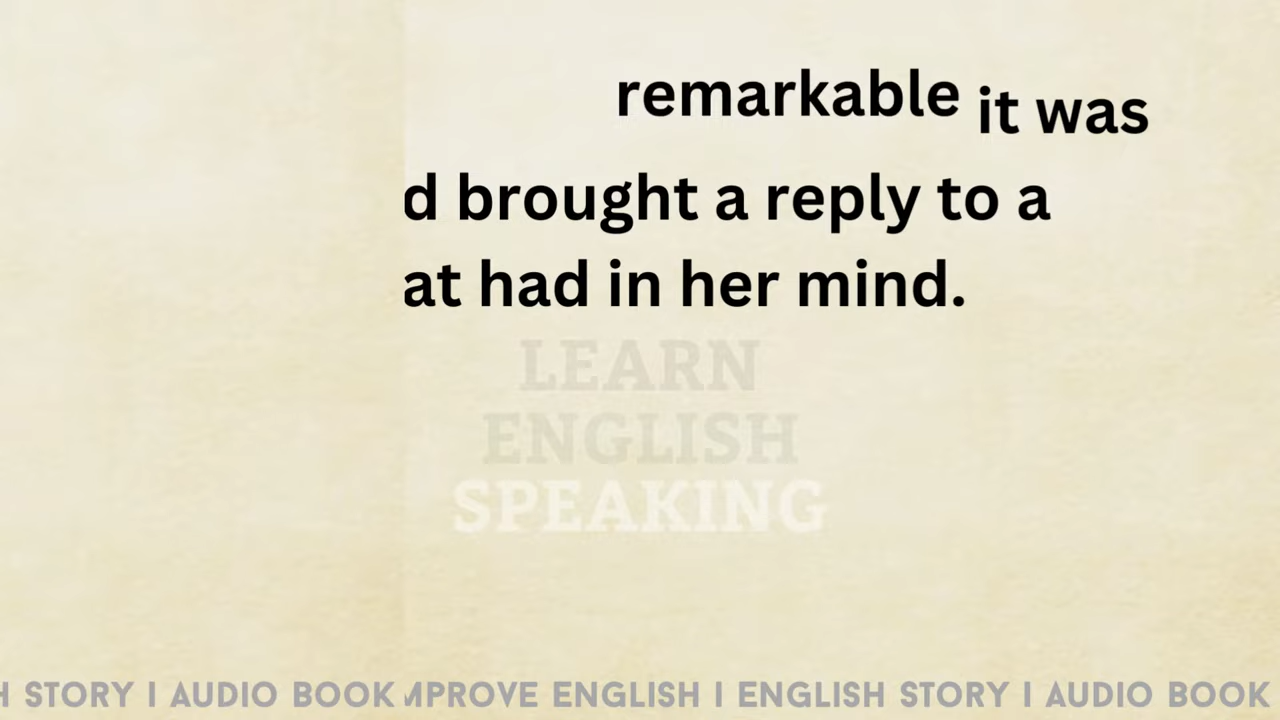 remarkable it was
d brought a reply to a
at had in her mind.
LEARN
ENGLISH
SPEAKING
H STORY I AUDIO BOOK MPROVE ENGLISH I ENGLISH STORY I AUDIO BOOK